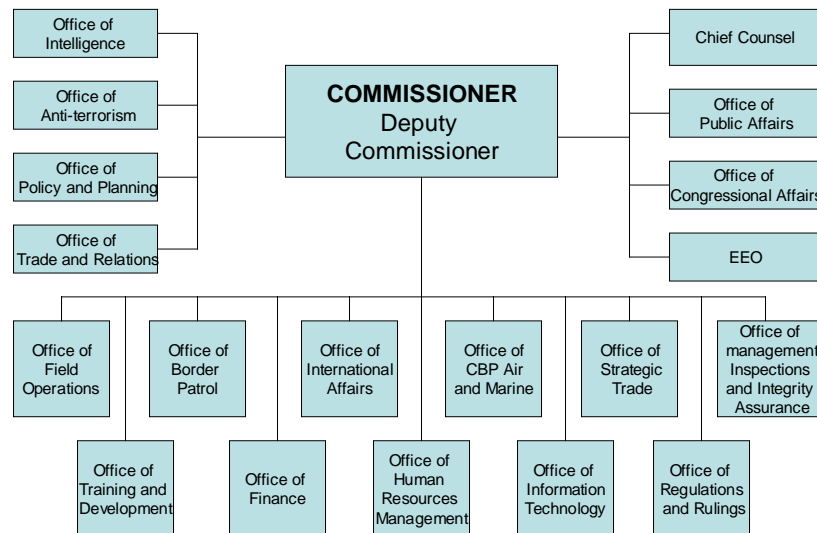 Office of
Intelligence
Office of
Anti-terrorism
Office of
Policy and Planning
Office of
Trade and Relations
COMMISSIONER
Deputy
Commissioner
Chief Counsel
Office of
Public Affairs
Office of
Congressional Affairs
EEO
Office of
Field
Operations
Office of
Border
Patrol
Office of
International
Affairs
Office of
CBP Air
and Marine
Office of
Strategic
Trade
Office of
management
Inspections
and Integrity
Assurance
Office of
Training and
Development
Office of
Finance
Office of
Human
Resources
Management
Office of
Information
Technology
Office of
Regulations
and Rulings